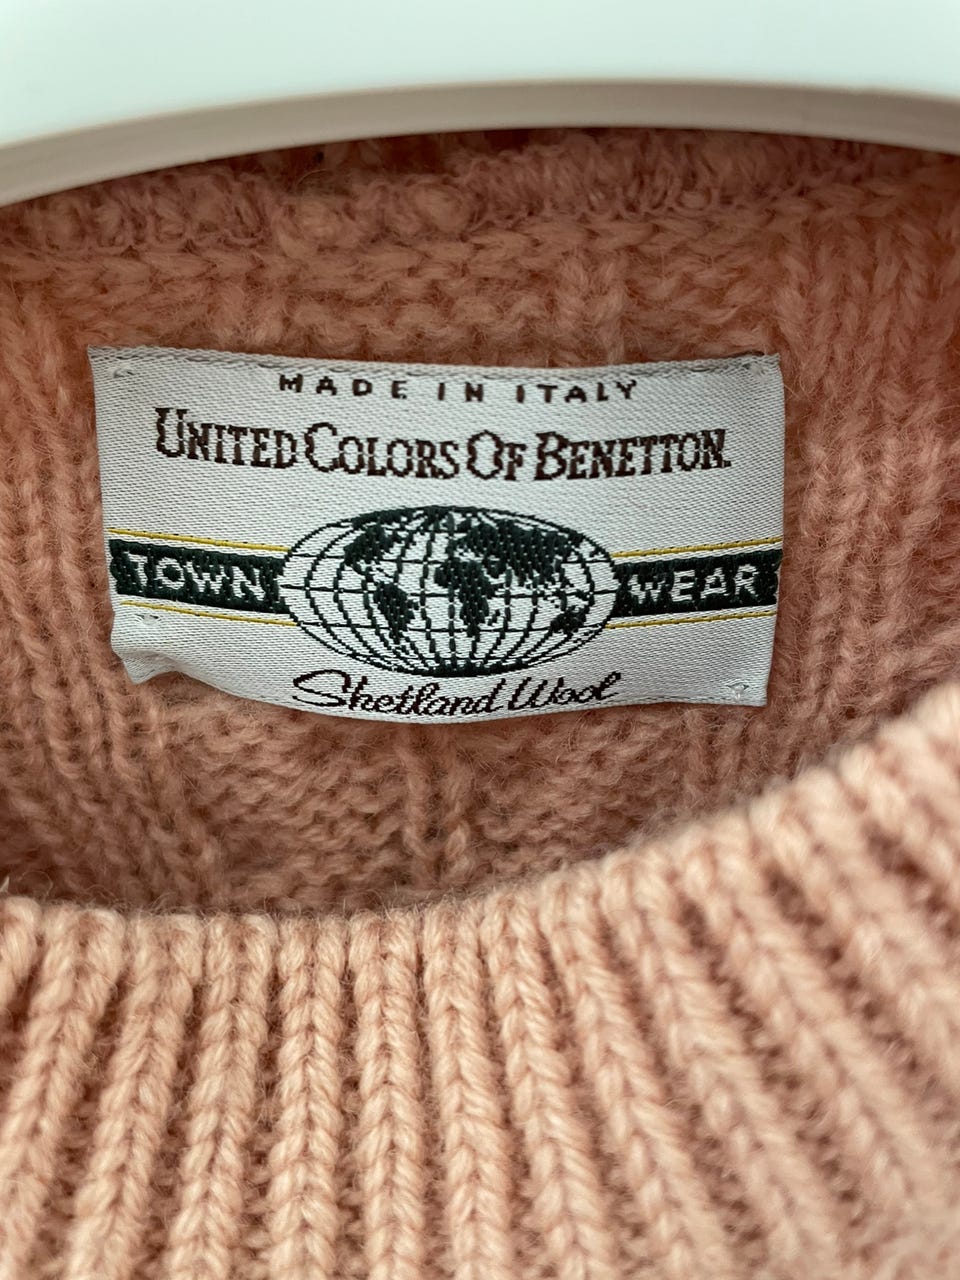 MADE IN ITALY
UNITED COLORS OF BENETTON.
TOWN WEAR
Shetland Wool